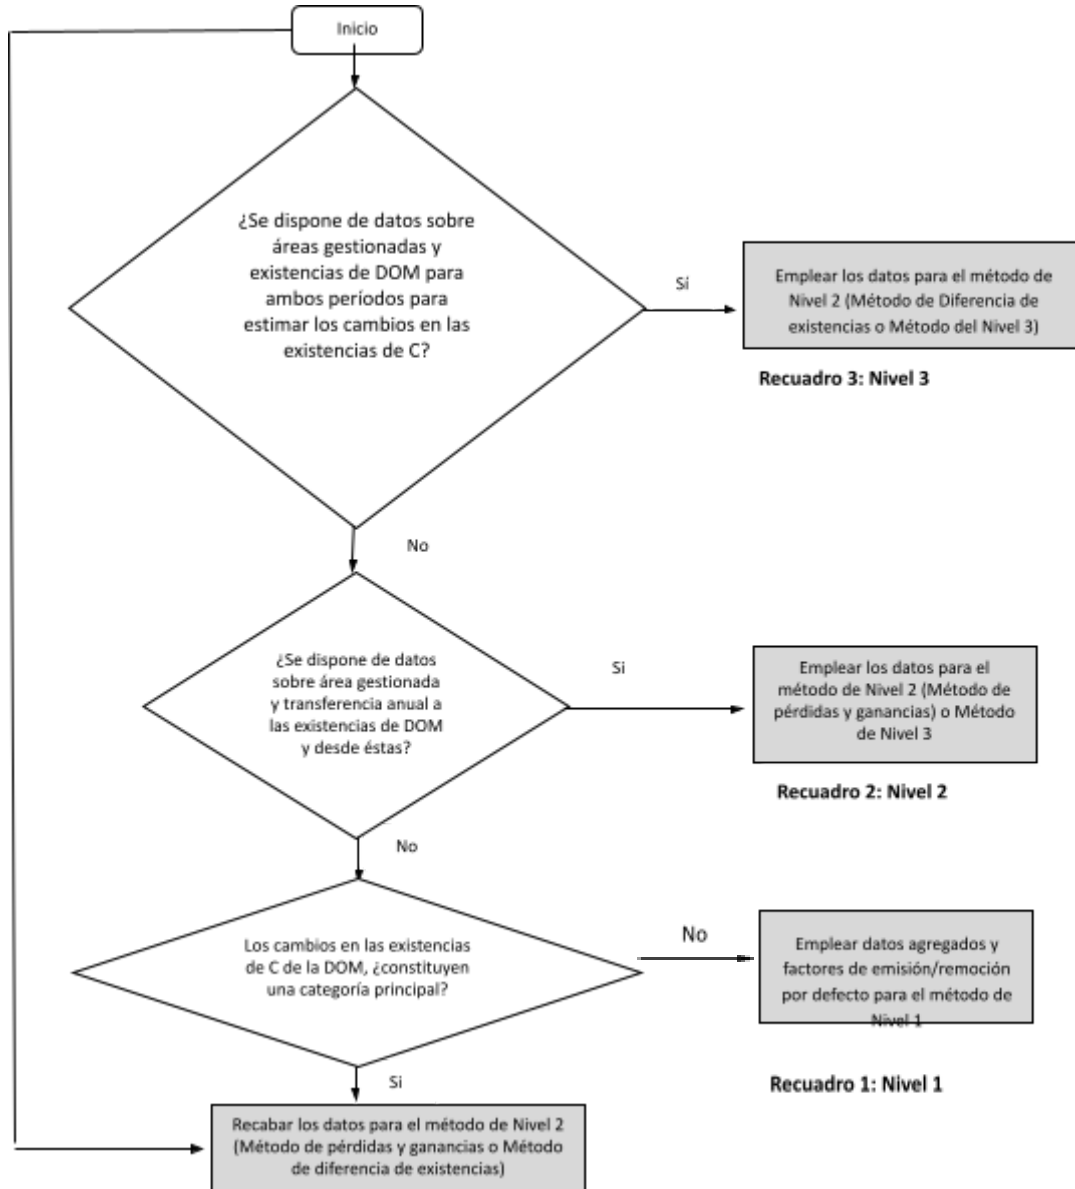 Inicio
¿Se dispone de datos sobre
áreas gestionadas y
existencias de DOM para
ambos períodos para
estimar los cambios en las
existencias de C?
Sí
Emplear los datos para el método de
Nivel 2 (Método de Diferencia de
existencias o Método del Nivel 3)
Recuadro 3: Nivel 3
No
¿Se dispone de datos
sobre área gestionada
y transferencia anual a
las existencias de DOM
y desde éstas?
Si
Emplear los datos para el
método de Nivel 2 (Método de
pérdidas y ganancias) o Método
de Nivel 3
Recuadro 2: Nivel 2
No
Los cambios en las existencias
de C de la DOM, ¿constituyen
una categoría principal?
No
Emplear datos agregados y
factores de emisión/remoción
por defecto para el método de
Nivel 1
Recuadro 1: Nivel 1
Si
Recabar los datos para el método de Nivel 2
(Método de pérdidas y ganancias o Método
de diferencia de existencias)